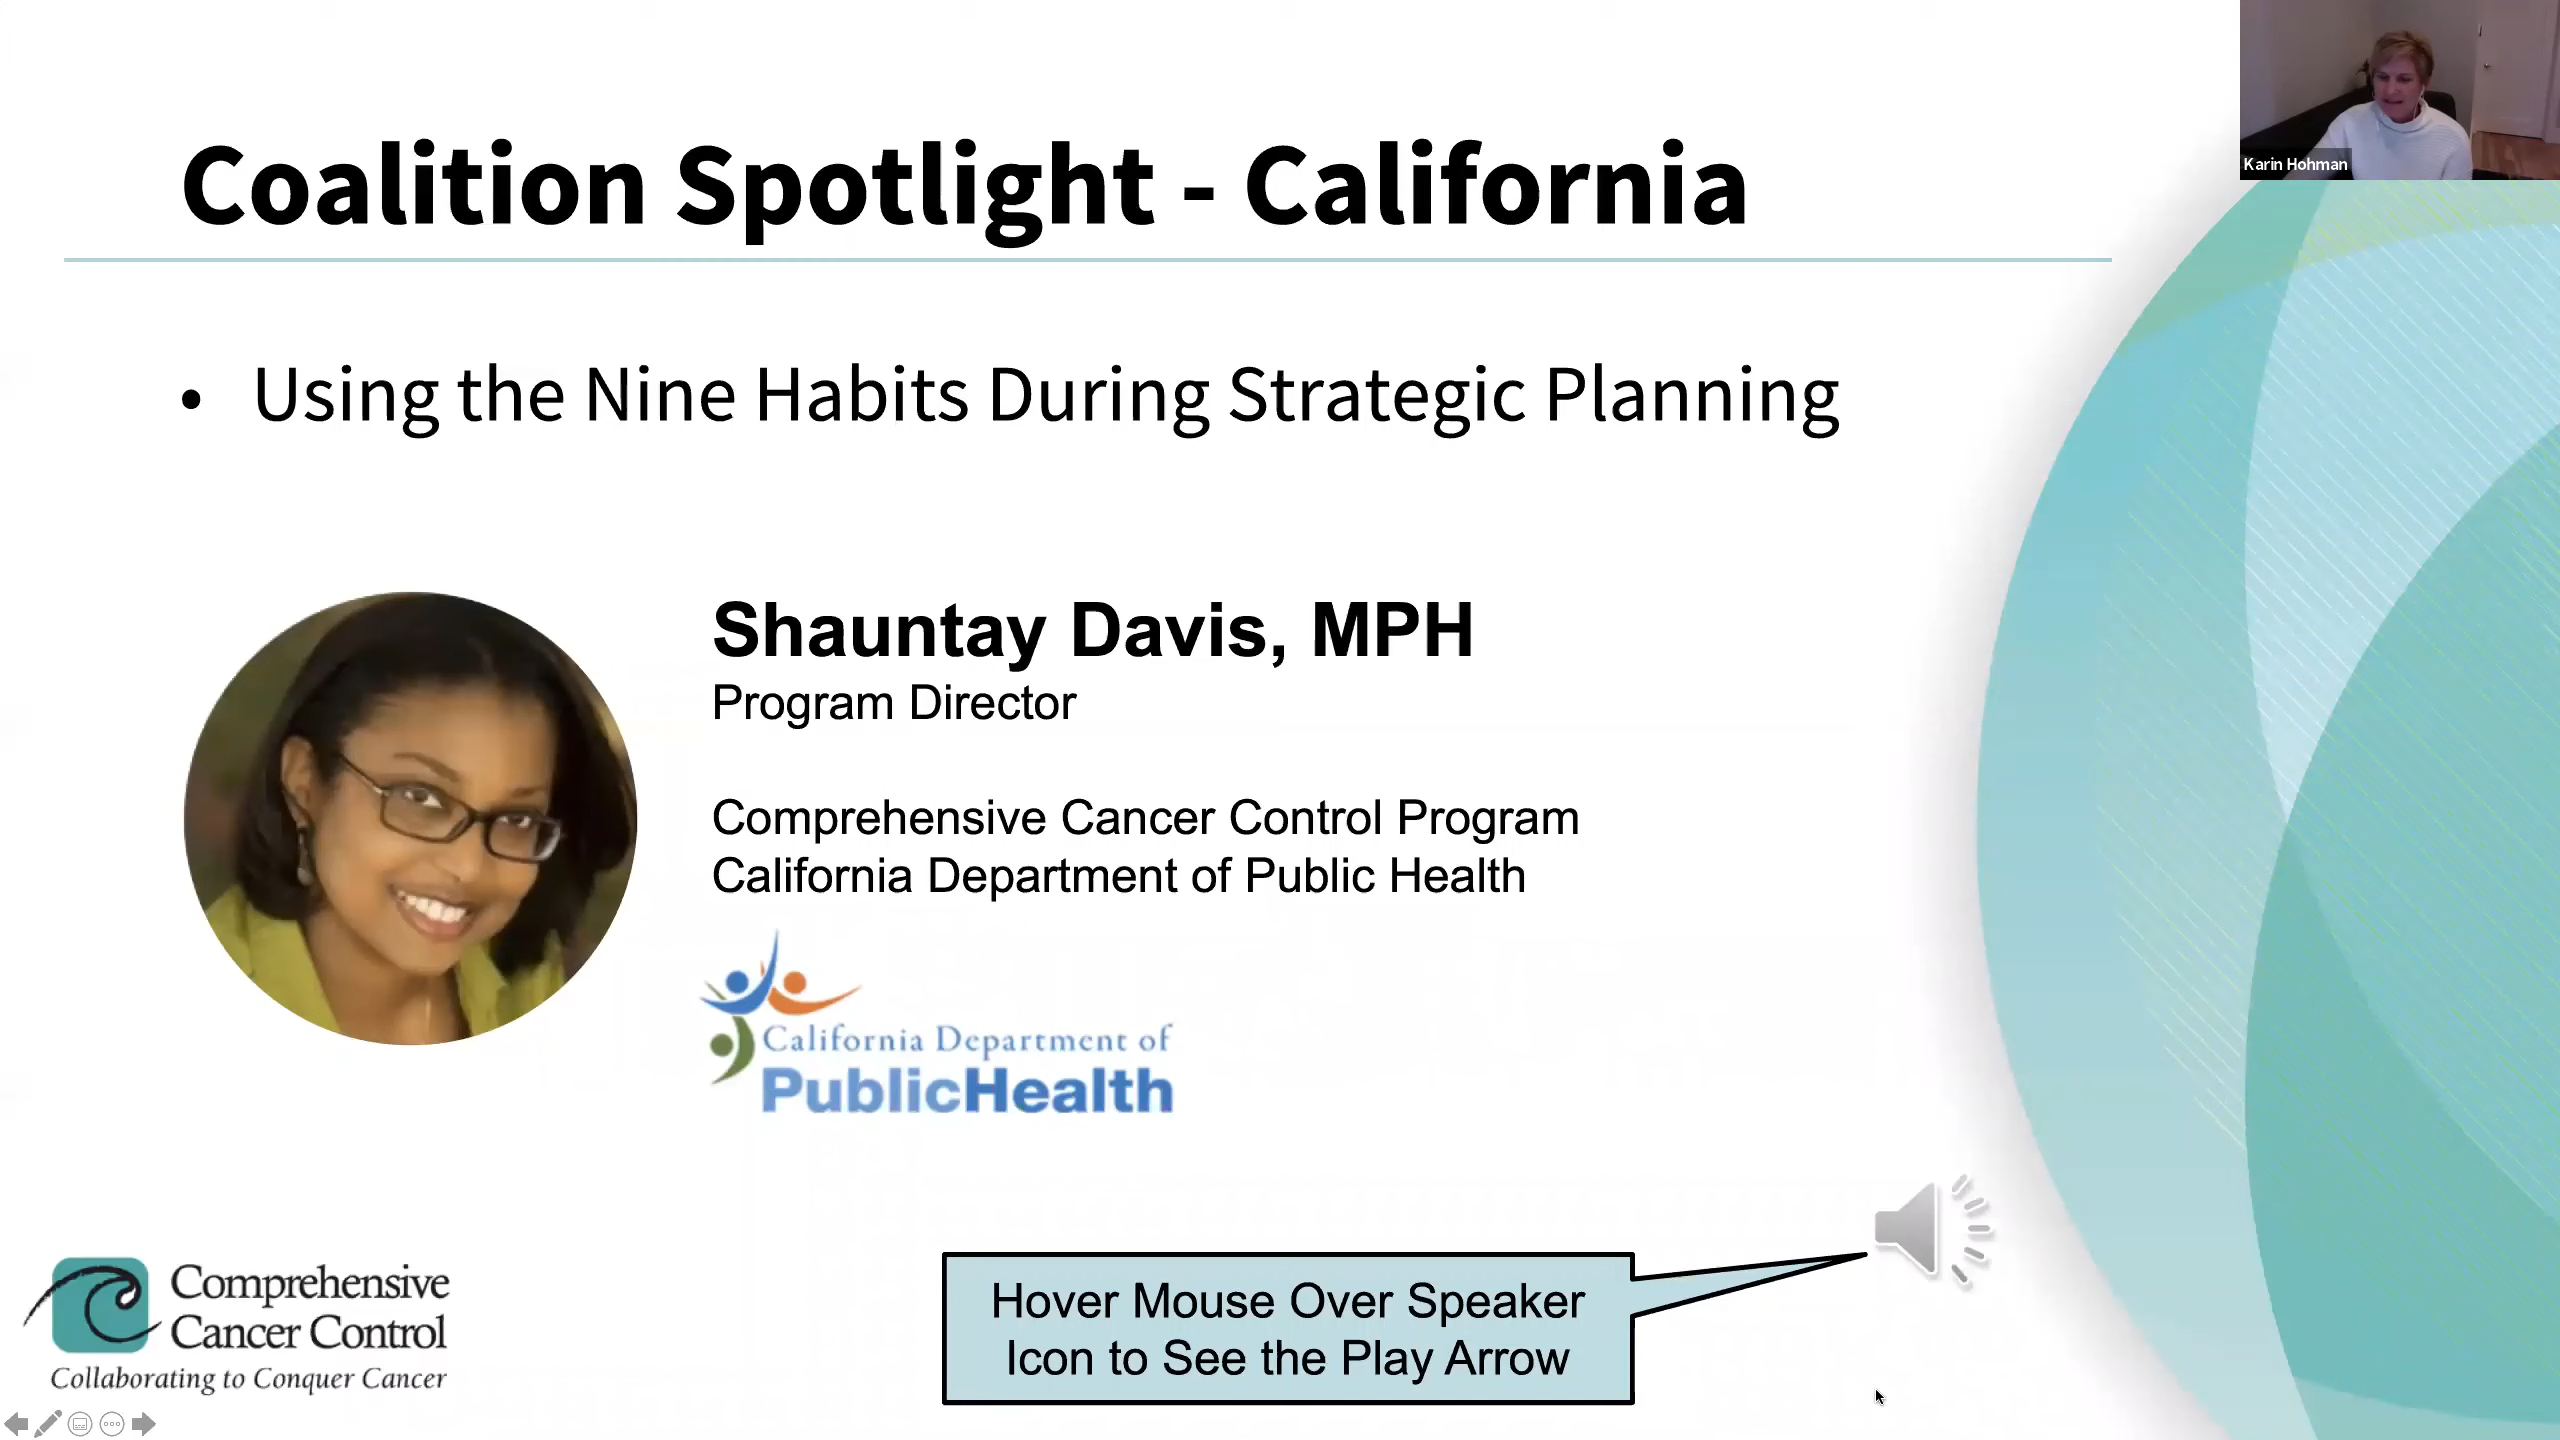 Coalition Spotlight - California
Karin Hohman
• Using the Nine Habits During Strategic Planning
Shauntay Davis, MPH
Program Director
Comprehensive Cancer Control Program
California Department of Public Health
California Department of
PublicHealth
Hover Mouse Over Speaker
Icon to See the Play Arrow
Comprehensive
Cancer Control
Collaborating to Conquer Cancer